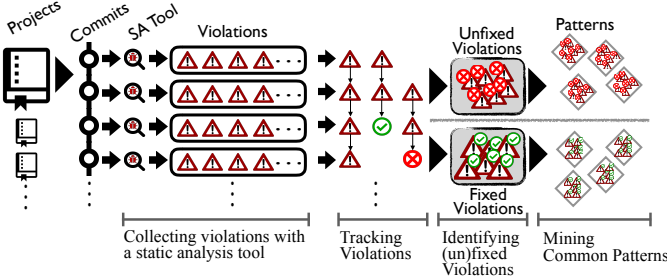 Projects
Commits
SA Tool
Violations
Unfixed
Violations
Patterns
Fixed
Violations
Collecting violations with
a static analysis tool
Tracking
Violations
Identifying
(un)fixed
Violations
Mining
Common Patterns